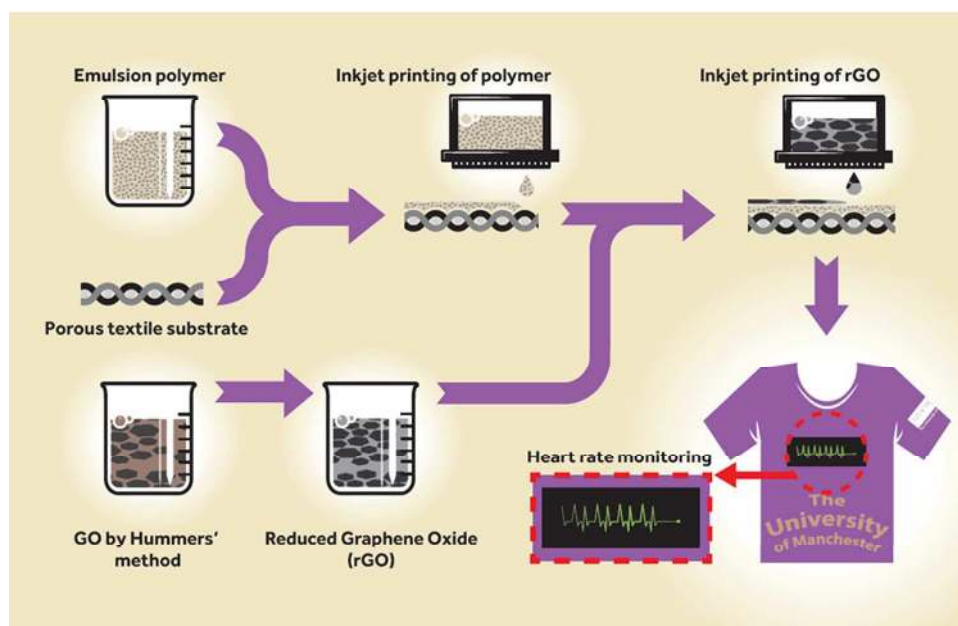 Emulsion polymer
Inkjet printing of polymer
Inkjet printing of rGO
Porous textile substrate
GO by Hummers'
method
Reduced Graphene Oxide
(rGO)
Heart rate monitoring
The
University
of Manchester